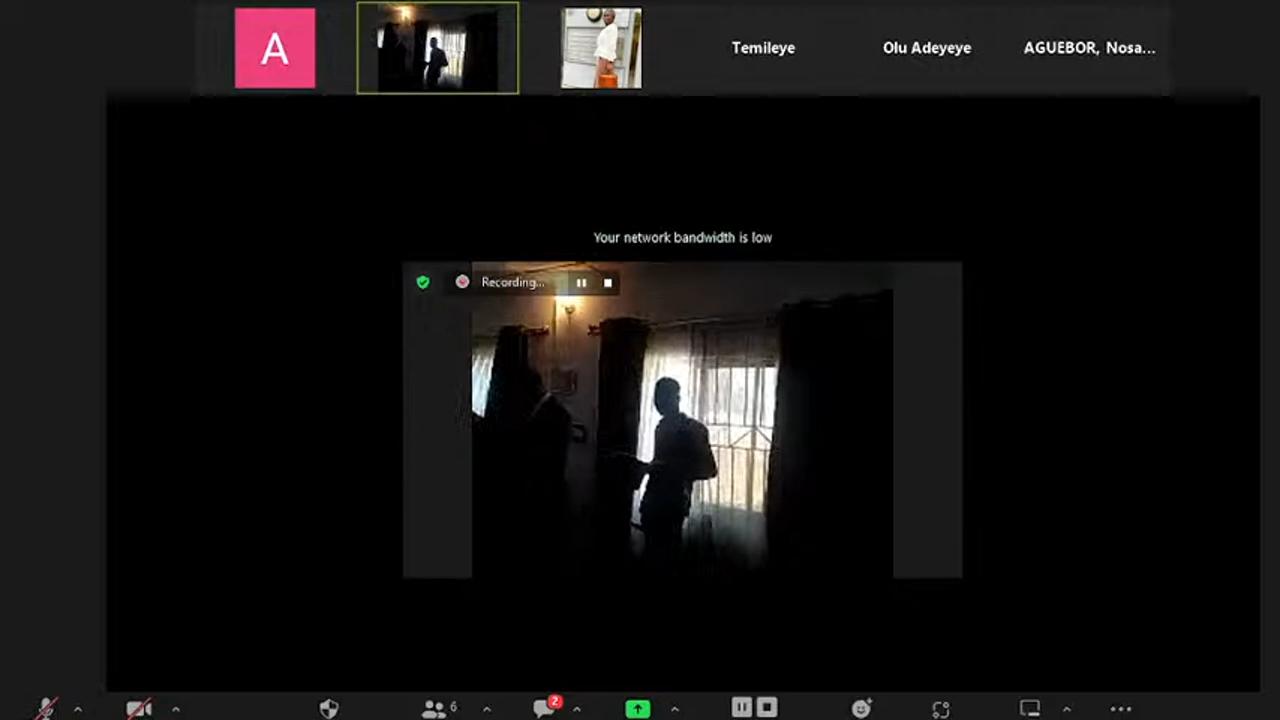 A
Temileye
Olu Adeyeye
AGUEBOR, Nosa...
Your network bandwidth is low
Recording...
6
2